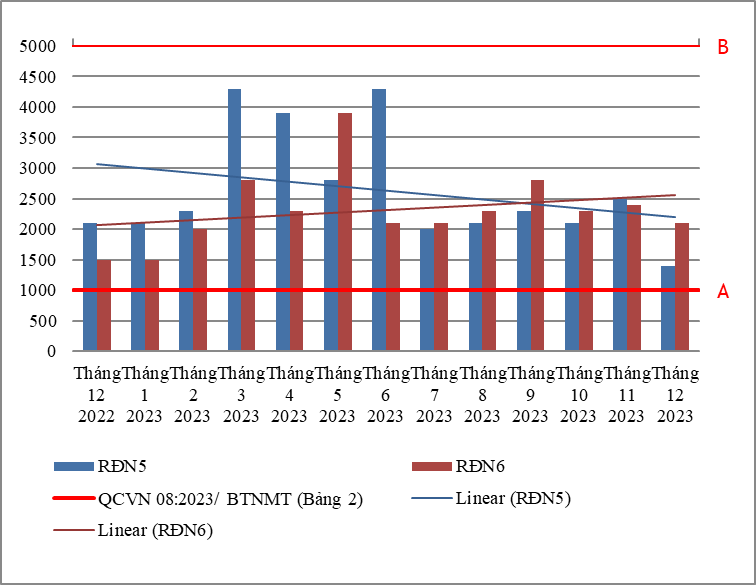 5000
B
4500
4000
3500
3000
2500
2000
1500
1000
A
500
0
Tháng Tháng Tháng Tháng Tháng Tháng Tháng Tháng Tháng Tháng Tháng Tháng Tháng
12 1 2 3 4 5 6 7 8 9 10 11 12
2022 2023 2023 2023 2023 2023 2023 2023 2023 2023 2023 2023 2023
RĐN5 RĐN6
QCVN 08:2023/ BTNMT (Bảng 2) Linear (RĐN5)
Linear (RĐN6)